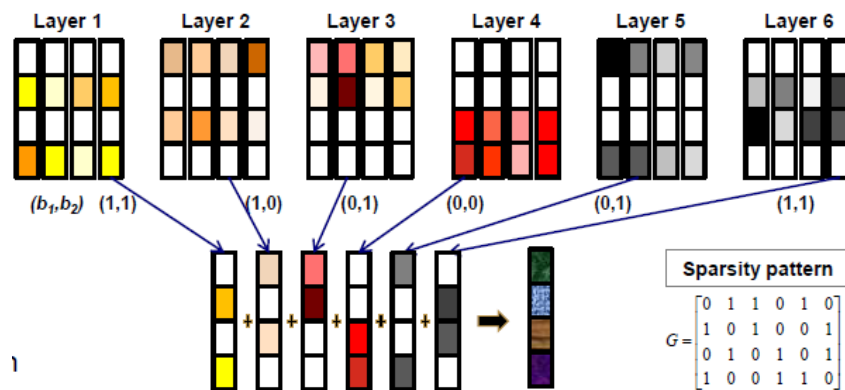 Layer 1 Layer 2 Layer 3 Layer 4 Layer 5 Layer 6
(b₁,b₂) (1,1) (1,0) (0,1) (0,0) (0,1) (1,1)
+ + + + +
Sparsity pattern
0 1 1 0 1 0
1 0 1 0 0 1
G = 0 1 0 1 0 1
1 0 0 1 1 0